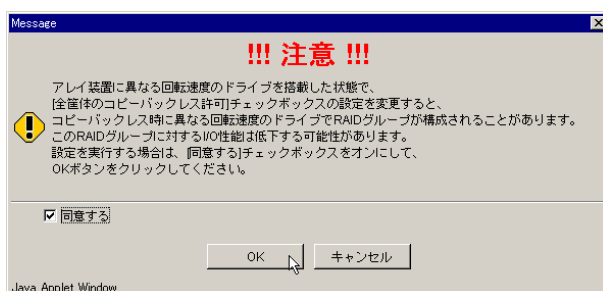 Message
!!! 注意 !!!
アレイ装置に異なる回転速度のドライブを搭載した状態で、
[全筐体のコピーバックレス許可]チェックボックスの設定を変更すると、
コピーバックレス時に異なる回転速度のドライブでRAIDグループが構成されることがあります。
このRAIDグループに対するI/O性能は低下する可能性があります。
設定を実行する場合は、[同意する]チェックボックスをオンにして、
OKボタンをクリックしてください。
同意する
OK
キャンセル
Java Applet Window